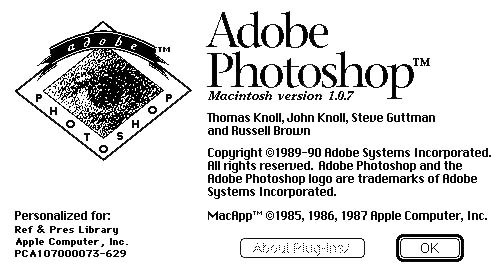 adobe™
PHOTOSHOP
Adobe
Photoshop™
Macintosh version 1.0.7
Thomas Knoll, John Knoll, Steve Guttman
and Russell Brown
Copyright ©1989-90 Adobe Systems Incorporated.
All rights reserved. Adobe Photoshop and the
Adobe Photoshop logo are trademarks of Adobe
Systems Incorporated.
Personalized for:
Ref & Pres Library
Apple Computer, Inc.
PCA107000073-629
MacApp™ ©1985, 1986, 1987 Apple Computer, Inc.
About Plug-ins?
OK